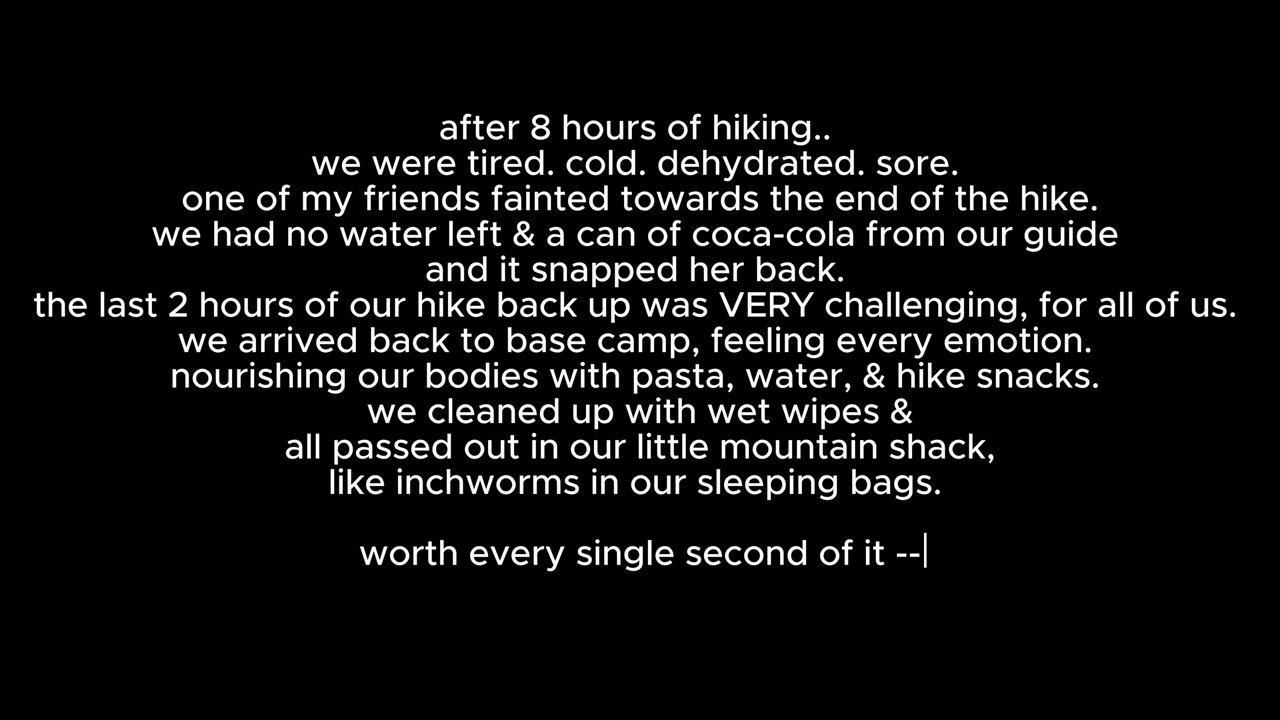 after 8 hours of hiking..
we were tired. cold. dehydrated. sore.
one of my friends fainted towards the end of the hike.
we had no water left & a can of coca-cola from our guide
and it snapped her back.
the last 2 hours of our hike back up was VERY challenging, for all of us.
we arrived back to base camp, feeling every emotion.
nourishing our bodies with pasta, water, & hike snacks.
we cleaned up with wet wipes &
all passed out in our little mountain shack,
like inchworms in our sleeping bags.
worth every single second of it --|